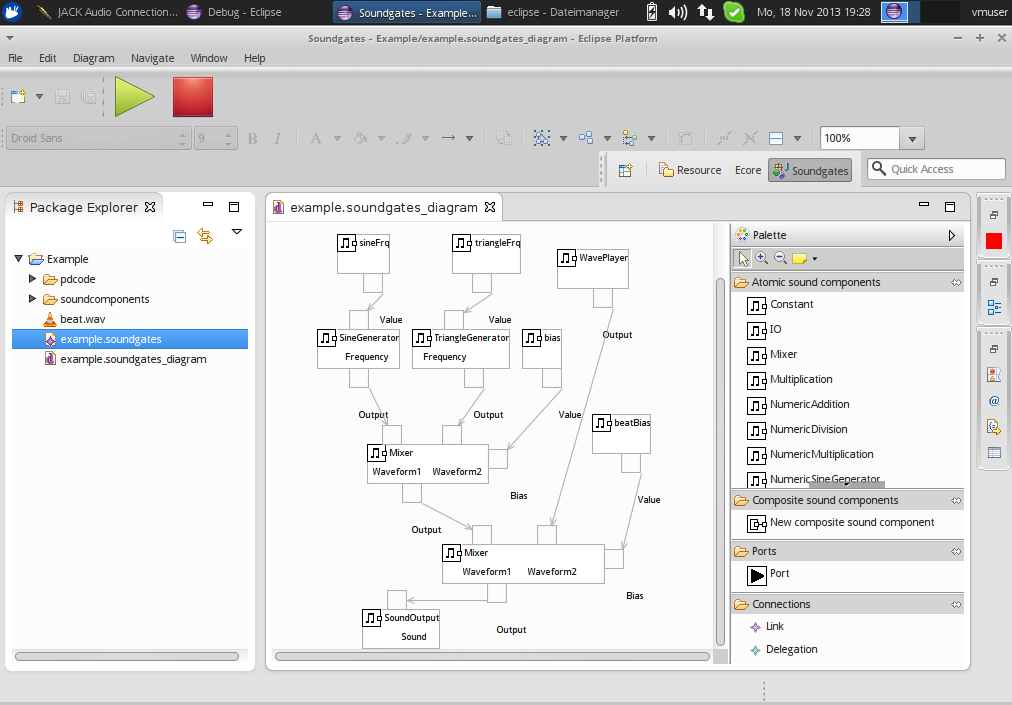 JACK Audio Connection... Debug - Eclipse Soundgates - Example... eclipse - Dateimanager Mo, 18 Nov 2013 19:28 vmuser
Soundgates - Example/example.soundgates_diagram - Eclipse Platform
File Edit Diagram Navigate Window Help
Droid Sans 9 B I A 100%
Resource Ecore Soundgates Quick Access
Package Explorer
Example
pdcode
soundcomponents
beat.wav
example.soundgates
example.soundgates_diagram
example.soundgates_diagram
sineFrq triangleFrq
WavePlayer
Value Value
SineGenerator TriangleGenerator bias Output
Frequency Frequency
Output Output Value
beatBias
Mixer
Waveform1 Waveform2
Bias Value
Output
Mixer
Waveform1 Waveform2
Bias
SoundOutput
Sound Output
Palette
Atomic sound components
Constant
IO
Mixer
Multiplication
NumericAddition
NumericDivision
NumericMultiplication
NumericSineGenerator
Composite sound components
New composite sound component
Ports
Port
Connections
Link
Delegation